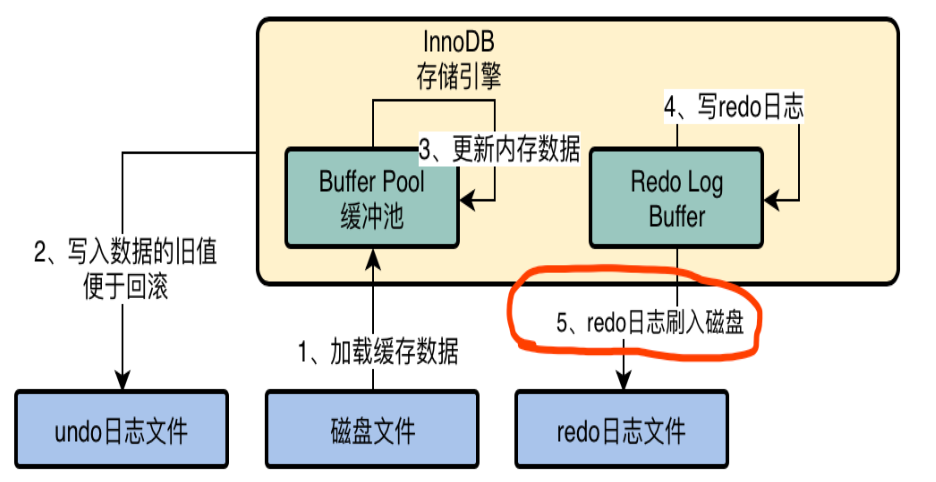 InnoDB
存储引擎
4、写redo日志
3、更新内存数据
Buffer Pool
缓冲池
Redo Log
Buffer
2、写入数据的旧值
便于回滚
5、redo日志刷入磁盘
1、加载缓存数据
undo日志文件
磁盘文件
redo日志文件